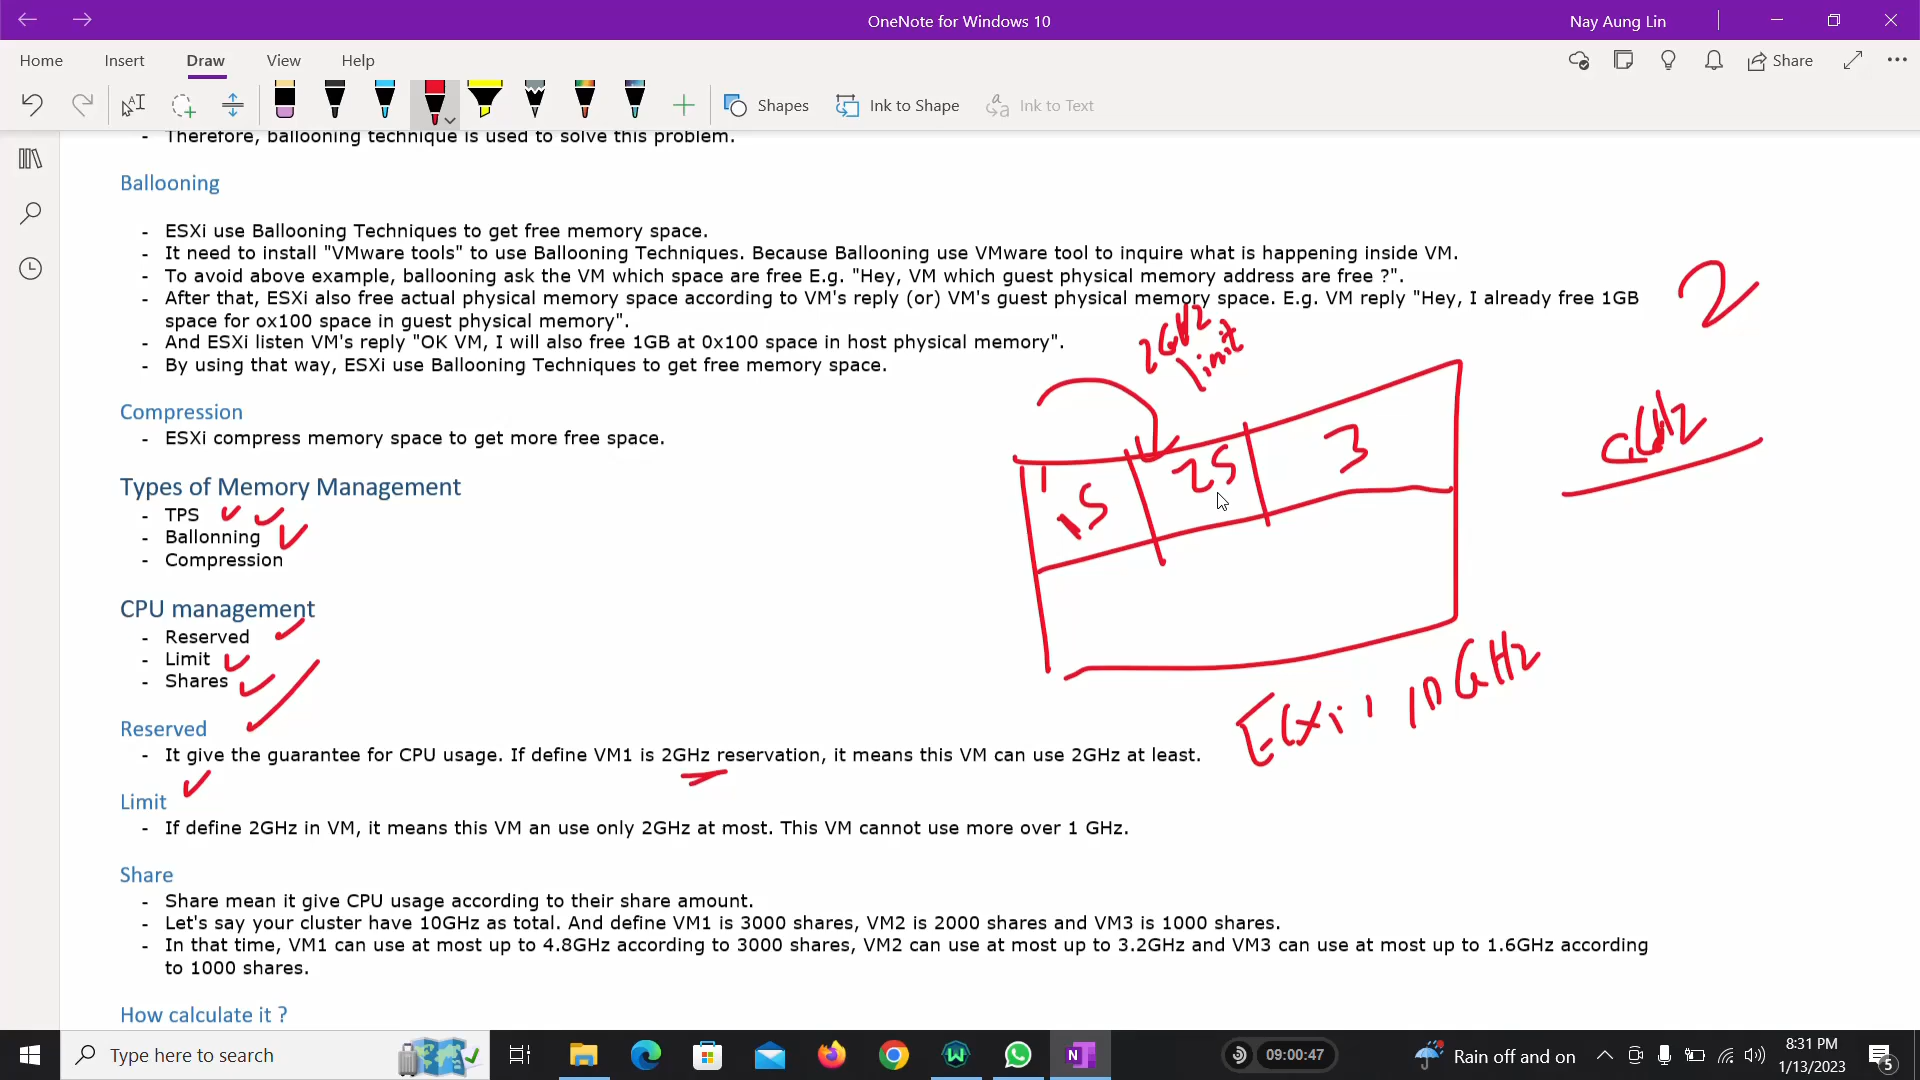 OneNote for Windows 10
Nay Aung Lin
Home Insert Draw View Help
Share
Shapes Ink to Shape Ink to Text
- Therefore, ballooning technique is used to solve this problem.
Ballooning
- ESXi use Ballooning Techniques to get free memory space.
- It need to install "VMware tools" to use Ballooning Techniques. Because Ballooning use VMware tool to inquire what is happening inside VM.
- To avoid above example, ballooning ask the VM which space are free E.g. "Hey, VM which guest physical memory address are free ?".
- After that, ESXi also free actual physical memory space according to VM's reply (or) VM's guest physical memory space. E.g. VM reply "Hey, I already free 1GB
space for ox100 space in guest physical memory".
- And ESXi listen VM's reply "OK VM, I will also free 1GB at 0x100 space in host physical memory".
- By using that way, ESXi use Ballooning Techniques to get free memory space.
2
2GHz
limit
Compression
- ESXi compress memory space to get more free space.
GHz
1S
2S
3
Types of Memory Management
- TPS
- Ballonning
- Compression
CPU management
- Reserved
- Limit
- Shares
ESXi 10GHz
Reserved
- It give the guarantee for CPU usage. If define VM1 is 2GHz reservation, it means this VM can use 2GHz at least.
Limit
- If define 2GHz in VM, it means this VM an use only 2GHz at most. This VM cannot use more over 1 GHz.
Share
- Share mean it give CPU usage according to their share amount.
- Let's say your cluster have 10GHz as total. And define VM1 is 3000 shares, VM2 is 2000 shares and VM3 is 1000 shares.
- In that time, VM1 can use at most up to 4.8GHz according to 3000 shares, VM2 can use at most up to 3.2GHz and VM3 can use at most up to 1.6GHz according
to 1000 shares.
How calculate it ?
Type here to search
09:00:47
Rain off and on
8:31 PM
1/13/2023
5